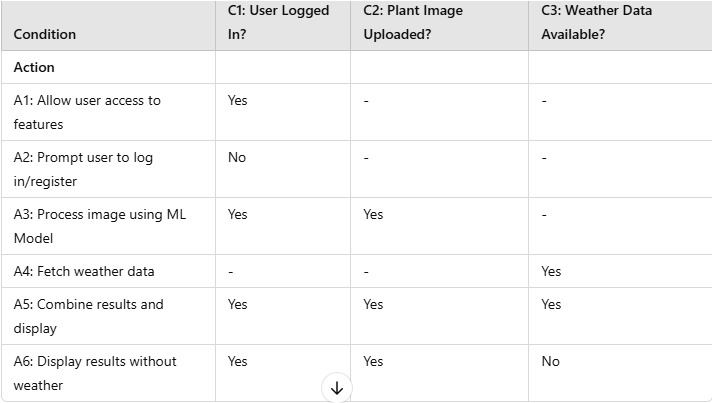 Condition C1: User Logged In? C2: Plant Image Uploaded? C3: Weather Data Available?
Action
A1: Allow user access to features Yes - -
A2: Prompt user to log in/register No - -
A3: Process image using ML Model Yes Yes -
A4: Fetch weather data - - Yes
A5: Combine results and display Yes Yes Yes
A6: Display results without weather Yes Yes No